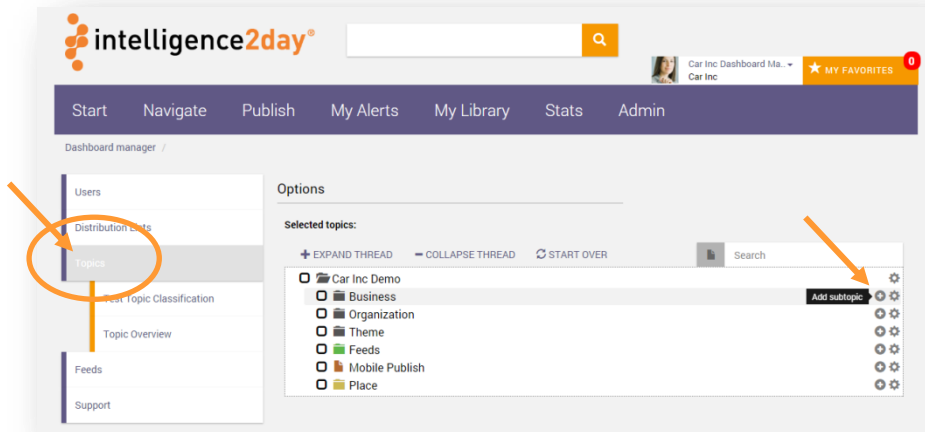 intelligence2day®
Car Inc Dashboard Ma..
Car Inc
MY FAVORITES
0
Start Navigate Publish My Alerts My Library Stats Admin
Dashboard manager /
Users
Distribution Lists
Topics
Test Topic Classification
Topic Overview
Feeds
Support
Options
Selected topics:
EXPAND THREAD COLLAPSE THREAD START OVER Search
Car Inc Demo
Business Add subtopic
Organization
Theme
Feeds
Mobile Publish
Place